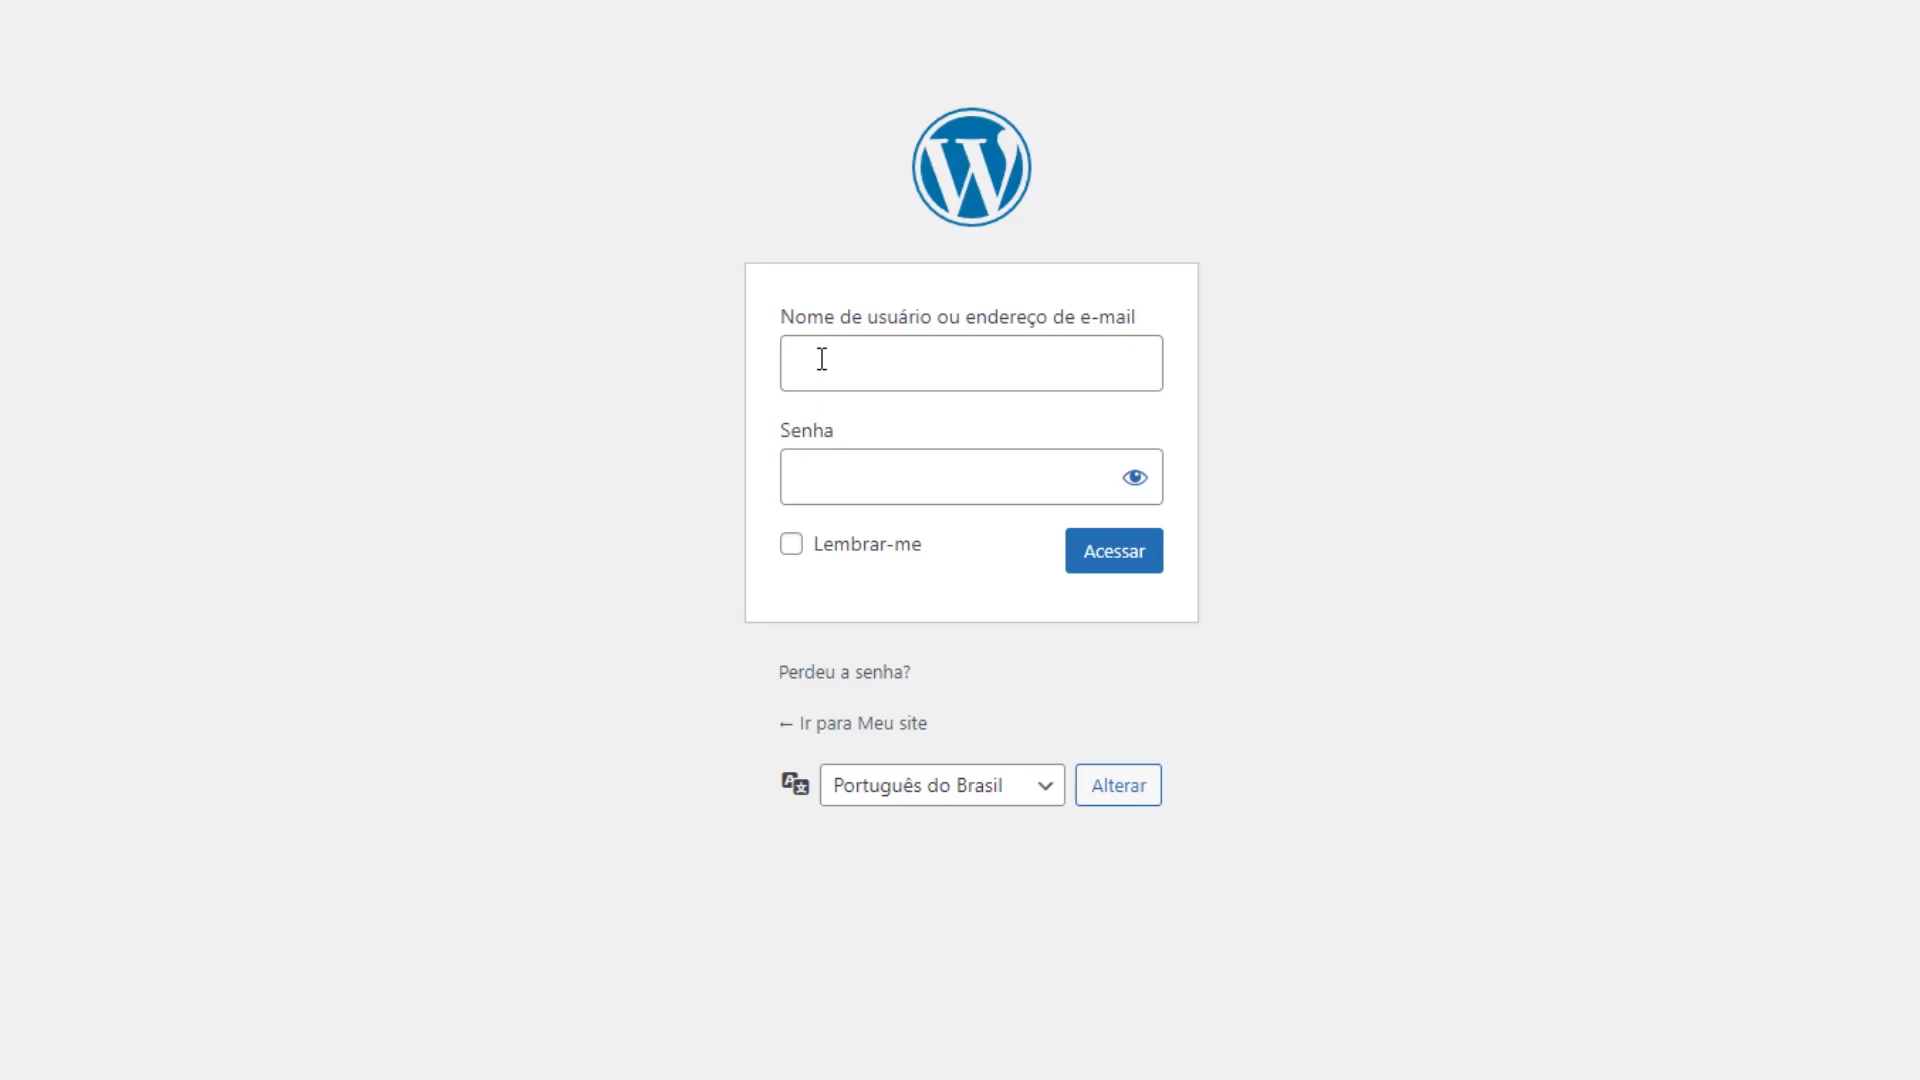 Nome de usuário ou endereço de e-mail
Senha
Lembrar-me
Acessar
Perdeu a senha?
← Ir para Meu site
Português do Brasil
Alterar